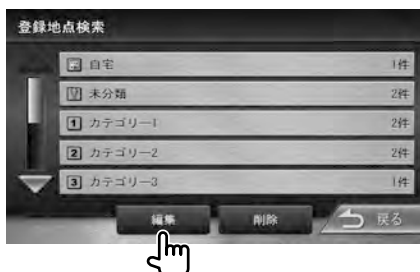 登録地点検索
自宅 1件
未分類 2件
1 カテゴリー1 2件
2 カテゴリー2 2件
3 カテゴリー3 1件
編集 削除 戻る